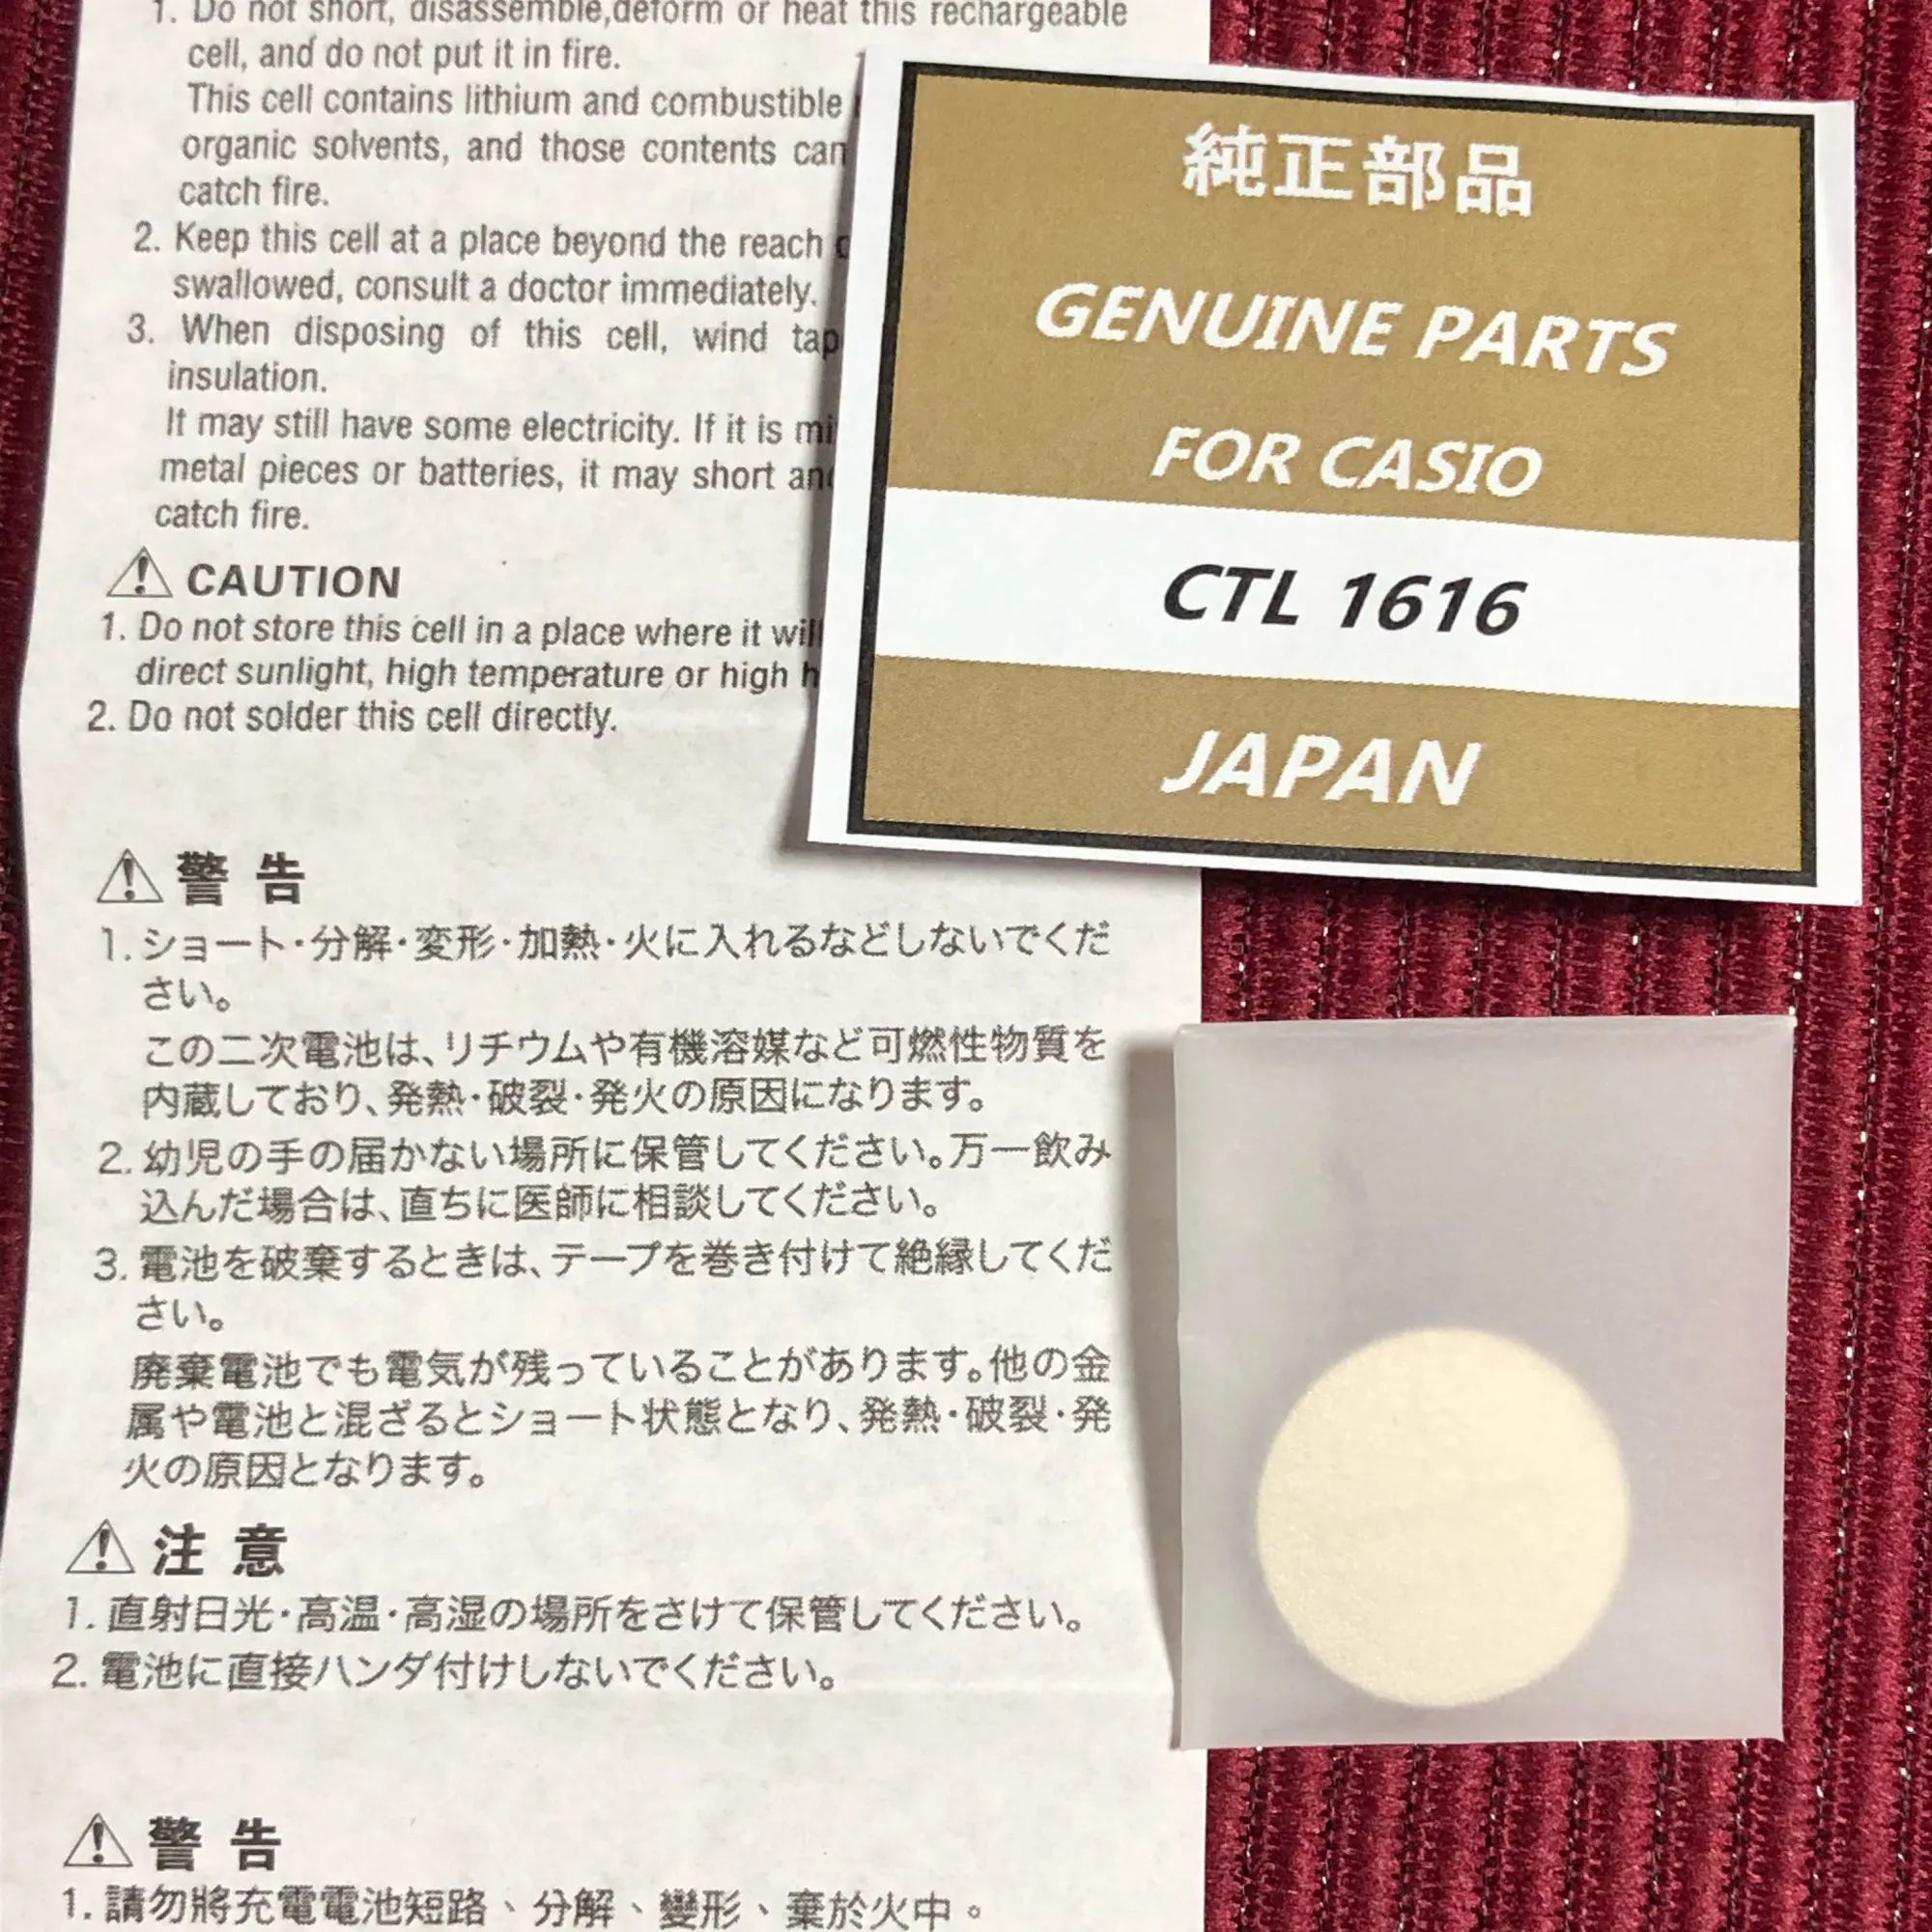 1. Do not short, disassemble,deform or heat this rechargeable
cell, and do not put it in fire.
This cell contains lithium and combustible
organic solvents, and those contents can
catch fire.
2. Keep this cell at a place beyond the reach
swallowed, consult a doctor immediately.
3. When disposing of this cell, wind tap
insulation.
It may still have some electricity. If it is mi
metal pieces or batteries, it may short and
catch fire.
⚠ CAUTION
1. Do not store this cell in a place where it will
direct sunlight, high temperature or high h
2. Do not solder this cell directly.
⚠ 警告
1. ショート・分解・変形・加熱・火に入れるなどしないでくだ
さい。
この二次電池は、リチウムや有機溶媒など可燃性物質を
内蔵しており、発熱・破裂・発火の原因になります。
2. 幼児の手の届かない場所に保管してください。万一飲み
込んだ場合は、直ちに医師に相談してください。
3. 電池を破棄するときは、テープを巻き付けて絶縁してくだ
さい。
廃棄電池でも電気が残っていることがあります。他の金
属や電池と混ざるとショート状態となり、発熱・破裂・発
火の原因となります。
⚠ 注意
1. 直射日光・高温・高湿の場所をさけて保管してください。
2. 電池に直接ハンダ付けしないでください。
⚠ 警告
1. 請勿將充電電池短路、分解、變形、棄於火中。
純正部品
GENUINE PARTS
FOR CASIO
CTL 1616
JAPAN